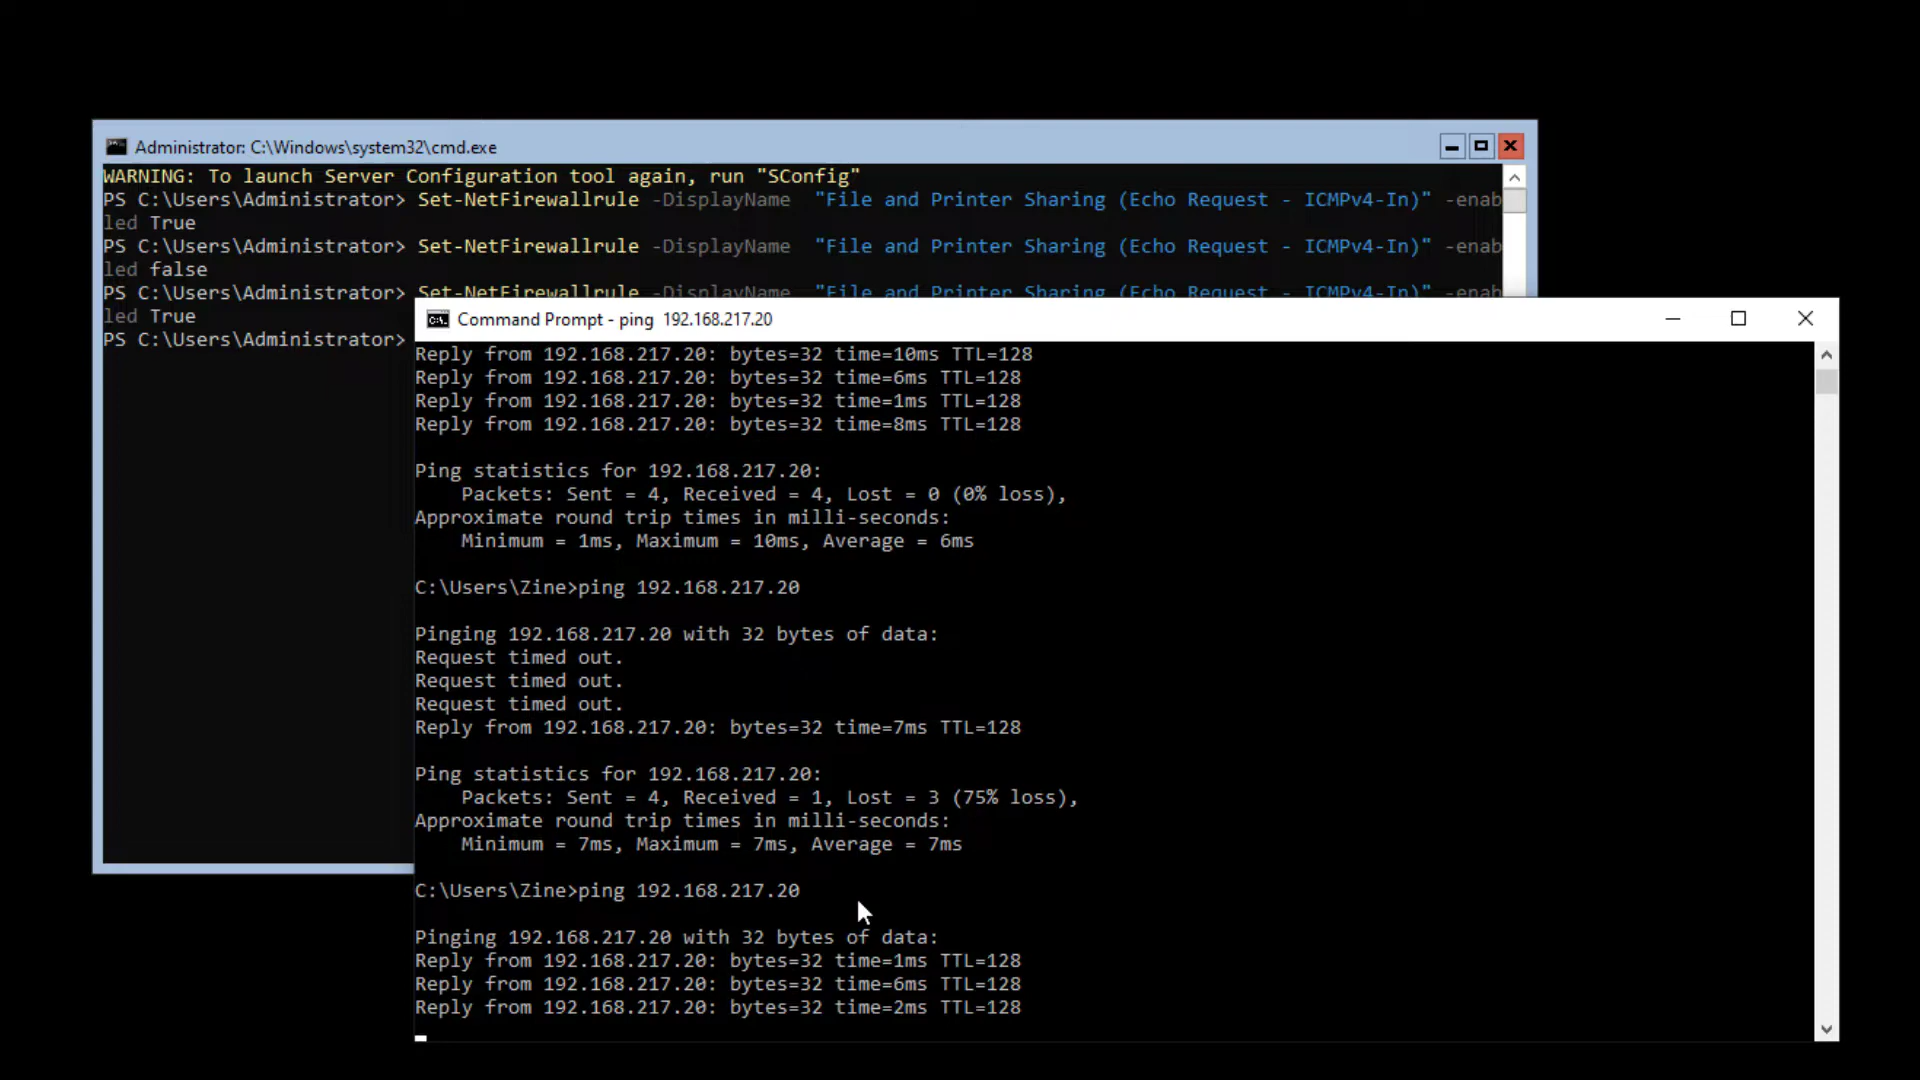 Administrator: C:\Windows\system32\cmd.exe
WARNING: To launch Server Configuration tool again, run "SConfig"
PS C:\Users\Administrator> Set-NetFirewallrule -DisplayName  "File and Printer Sharing (Echo Request - ICMPv4-In)" -enab
led True
PS C:\Users\Administrator> Set-NetFirewallrule -DisplayName  "File and Printer Sharing (Echo Request - ICMPv4-In)" -enab
led false
PS C:\Users\Administrator> Set-NetFirewallrule -DisplayName  "File and Printer Sharing (Echo Request - ICMPv4-In)" -enab
led True
PS C:\Users\Administrator>
Command Prompt - ping  192.168.217.20
Reply from 192.168.217.20: bytes=32 time=10ms TTL=128
Reply from 192.168.217.20: bytes=32 time=6ms TTL=128
Reply from 192.168.217.20: bytes=32 time=1ms TTL=128
Reply from 192.168.217.20: bytes=32 time=8ms TTL=128
Ping statistics for 192.168.217.20:
    Packets: Sent = 4, Received = 4, Lost = 0 (0% loss),
Approximate round trip times in milli-seconds:
    Minimum = 1ms, Maximum = 10ms, Average = 6ms
C:\Users\Zine>ping 192.168.217.20
Pinging 192.168.217.20 with 32 bytes of data:
Request timed out.
Request timed out.
Request timed out.
Reply from 192.168.217.20: bytes=32 time=7ms TTL=128
Ping statistics for 192.168.217.20:
    Packets: Sent = 4, Received = 1, Lost = 3 (75% loss),
Approximate round trip times in milli-seconds:
    Minimum = 7ms, Maximum = 7ms, Average = 7ms
C:\Users\Zine>ping 192.168.217.20
Pinging 192.168.217.20 with 32 bytes of data:
Reply from 192.168.217.20: bytes=32 time=1ms TTL=128
Reply from 192.168.217.20: bytes=32 time=6ms TTL=128
Reply from 192.168.217.20: bytes=32 time=2ms TTL=128